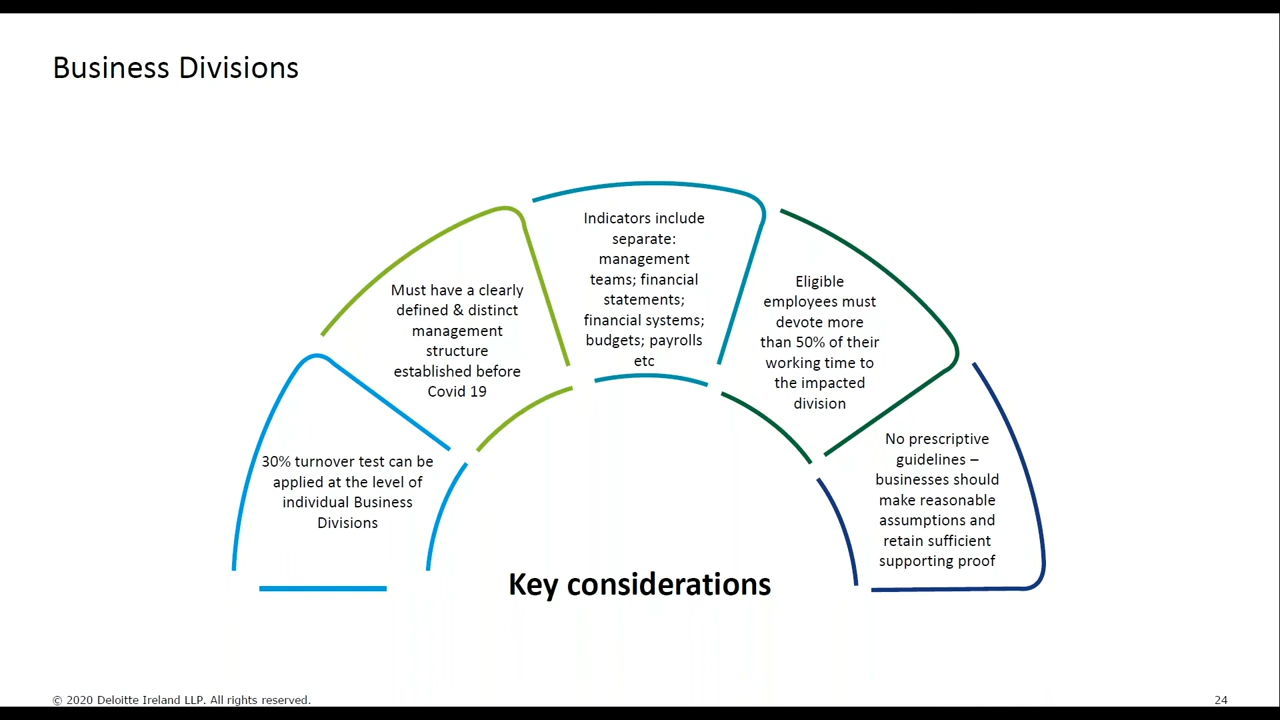 Business Divisions
30% turnover test can be
applied at the level of
individual Business
Divisions
Must have a clearly
defined & distinct
management
structure
established before
Covid 19
Indicators include
separate:
management
teams; financial
statements;
financial systems;
budgets; payrolls
etc
Eligible
employees must
devote more
than 50% of their
working time to
the impacted
division
No prescriptive
guidelines –
businesses should
make reasonable
assumptions and
retain sufficient
supporting proof
Key considerations
© 2020 Deloitte Ireland LLP. All rights reserved.
24